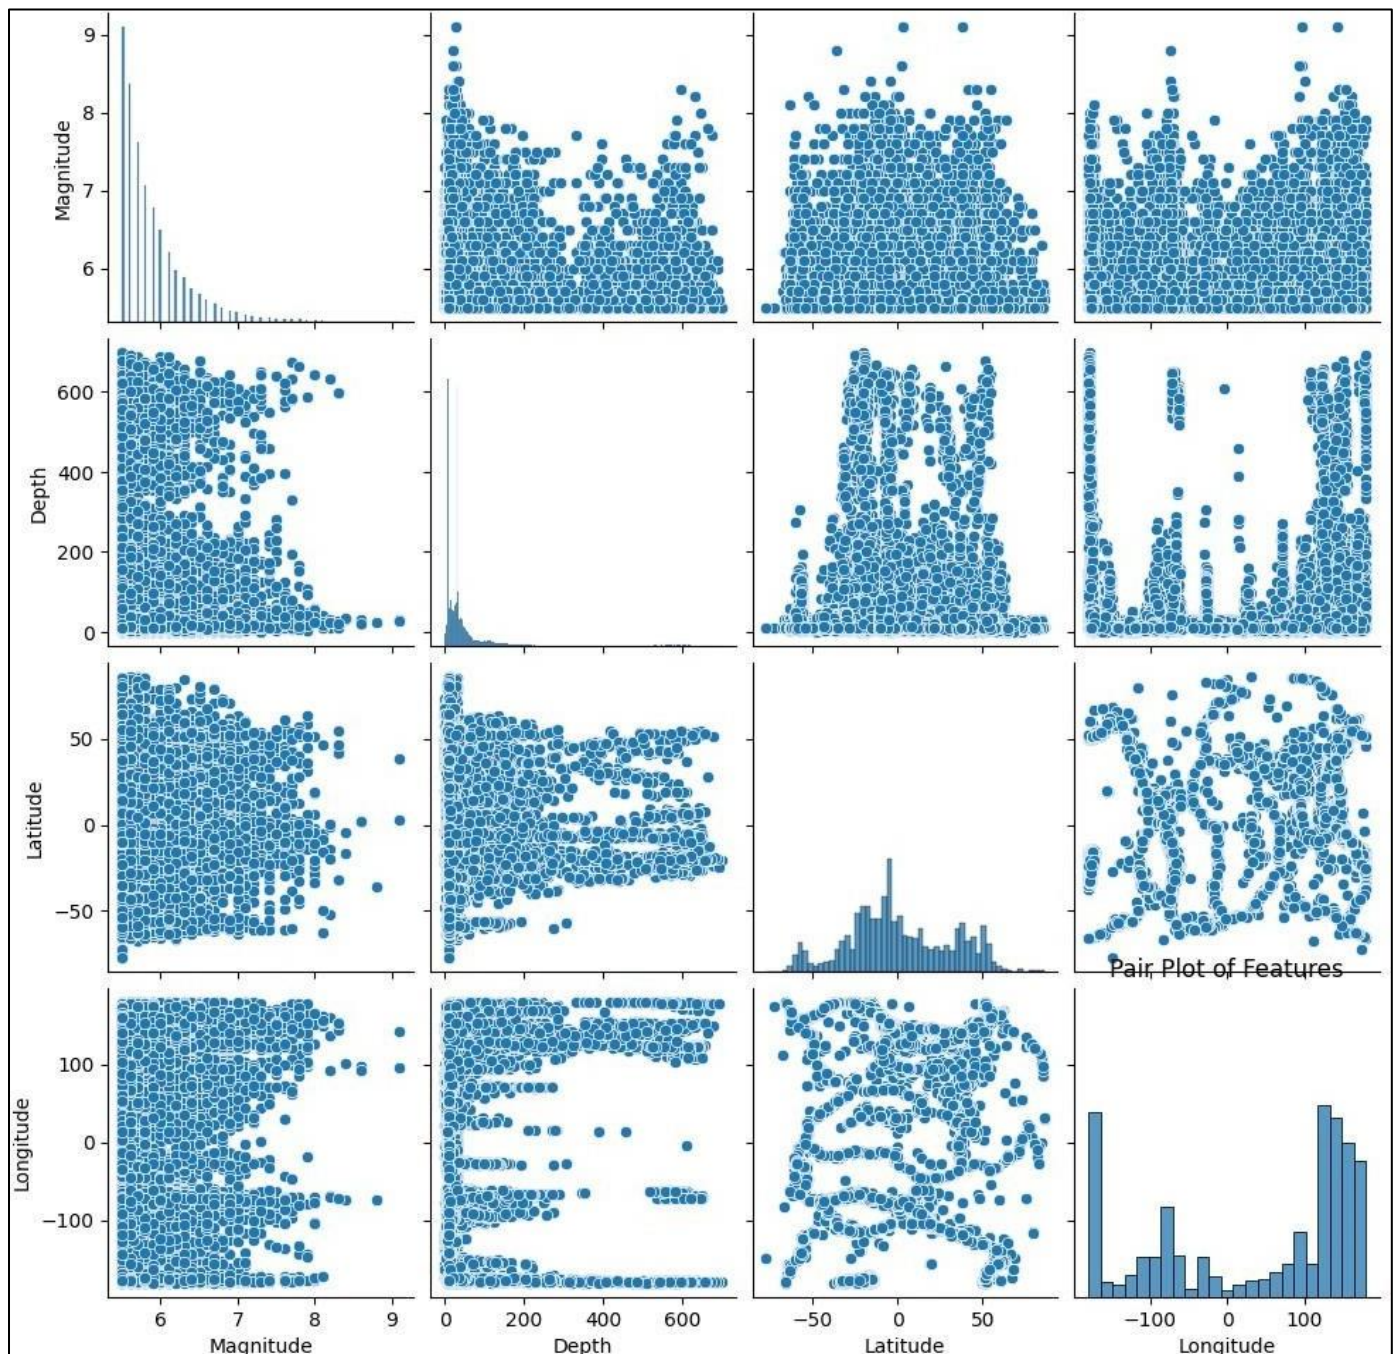 9
8
7
6
Magnitude
600
400
200
0
Depth
50
0
−50
Latitude
Pair Plot of Features
100
0
−100
Longitude
6 7 8 9
0 200 400 600
−50 0 50
−100 0 100
Magnitude Depth Latitude Longitude